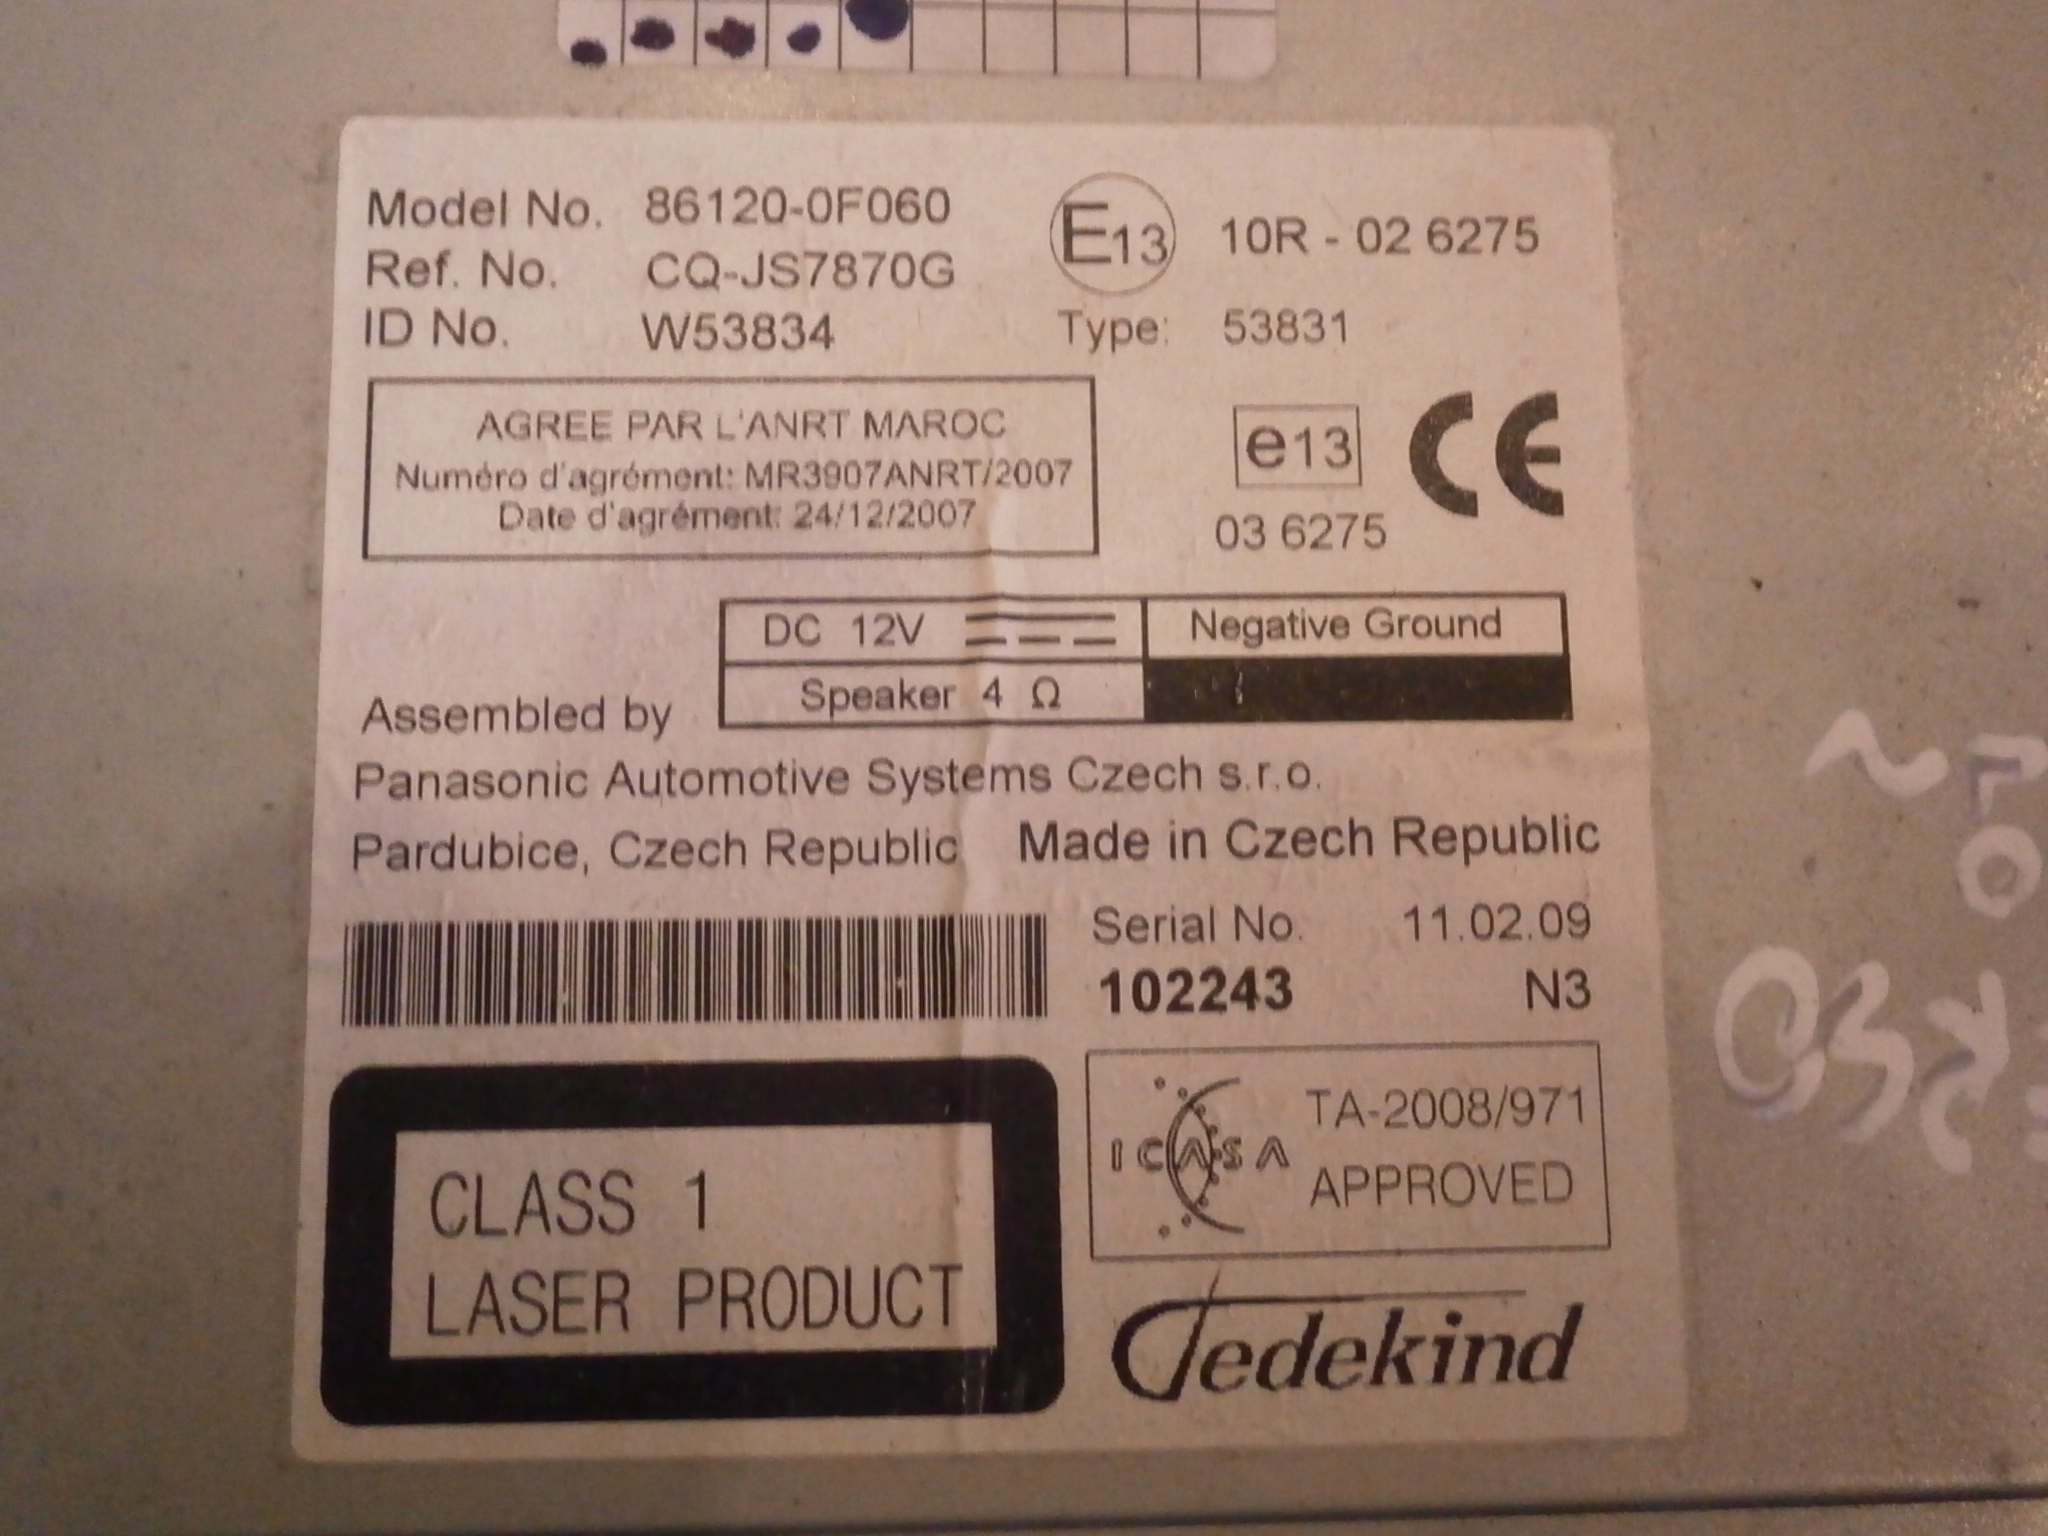 Model No. 86120-0F060
Ref. No. CQ-JS7870G
ID No. W53834
E13 10R - 02 6275
Type: 53831
AGREE PAR L'ANRT MAROC
Numéro d'agrément: MR3907ANRT/2007
Date d'agrément: 24/12/2007
e13
03 6275
CE
DC 12V
Negative Ground
Speaker 4 Ω
Assembled by
Panasonic Automotive Systems Czech s.r.o.
Pardubice, Czech Republic
Made in Czech Republic
Serial No. 11.02.09
102243 N3
CLASS 1
LASER PRODUCT
ICASA
TA-2008/971
APPROVED
Jedekind